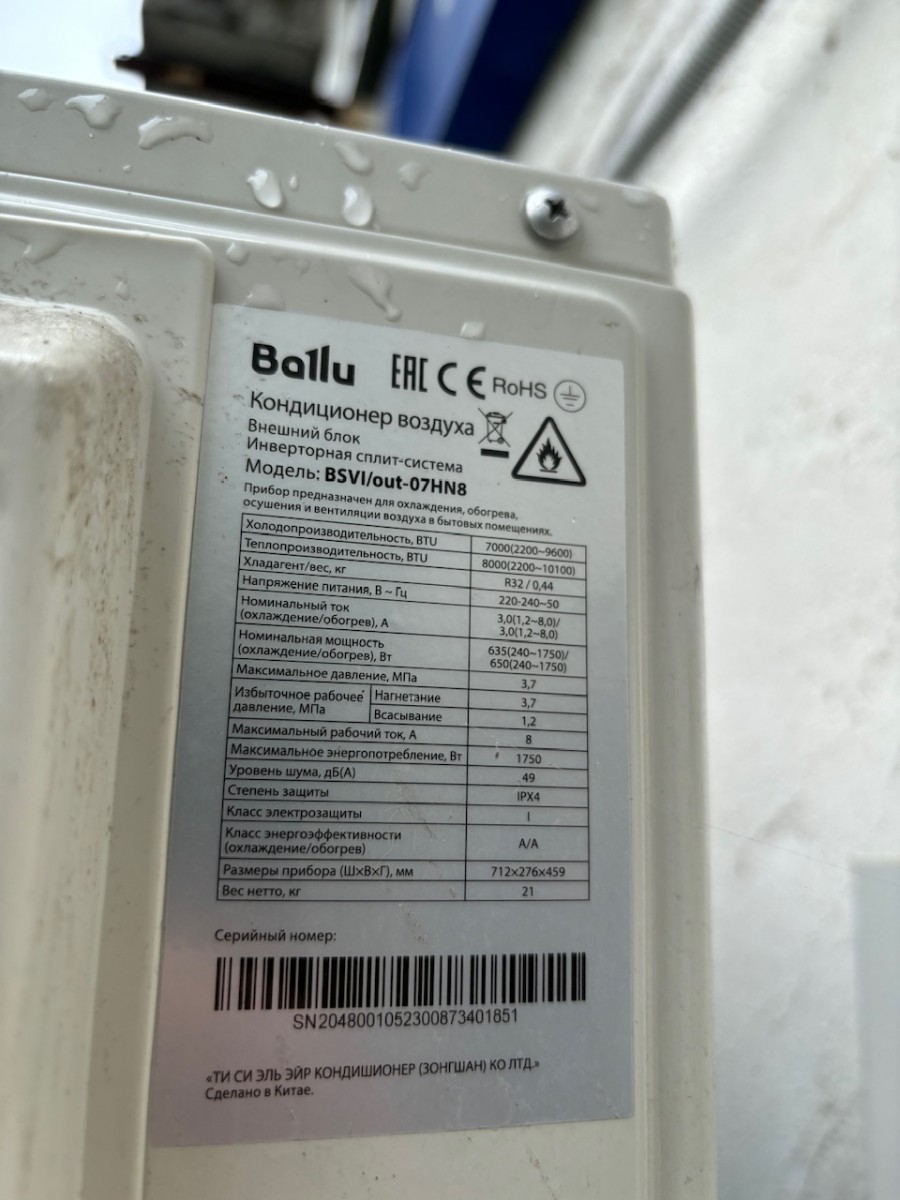 Ballu EAC CE RoHS
Кондиционер воздуха
Внешний блок
Инверторная сплит-система
Модель: BSVI/out-07HN8
Прибор предназначен для охлаждения, обогрева,
осушения и вентиляции воздуха в бытовых помещениях.
Холодопроизводительность, BTU 7000(2200~9600)
Теплопроизводительность, BTU 8000(2200~10100)
Хладагент/вес, кг R32 / 0,44
Напряжение питания, В ~ Гц 220-240~50
Номинальный ток
(охлаждение/обогрев), А
3,0(1,2~8,0)/
3,0(1,2~8,0)
Номинальная мощность
(охлаждение/обогрев), Вт
635(240~1750)/
650(240~1750)
Максимальное давление, МПа 3,7
Избыточное рабочее
давление, МПа
Нагнетание 3,7
Всасывание 1,2
Максимальный рабочий ток, А 8
Максимальное энергопотребление, Вт 1750
Уровень шума, дБ(А) 49
Степень защиты IPX4
Класс электрозащиты I
Класс энергоэффективности
(охлаждение/обогрев)
A/A
Размеры прибора (Ш×В×Г), мм 712×276×459
Вес нетто, кг 21
Серийный номер:
SN2048001052300873401851
«ТИ СИ ЭЛЬ ЭЙР КОНДИШИОНЕР (ЗОНГШАН) КО ЛТД.»
Сделано в Китае.